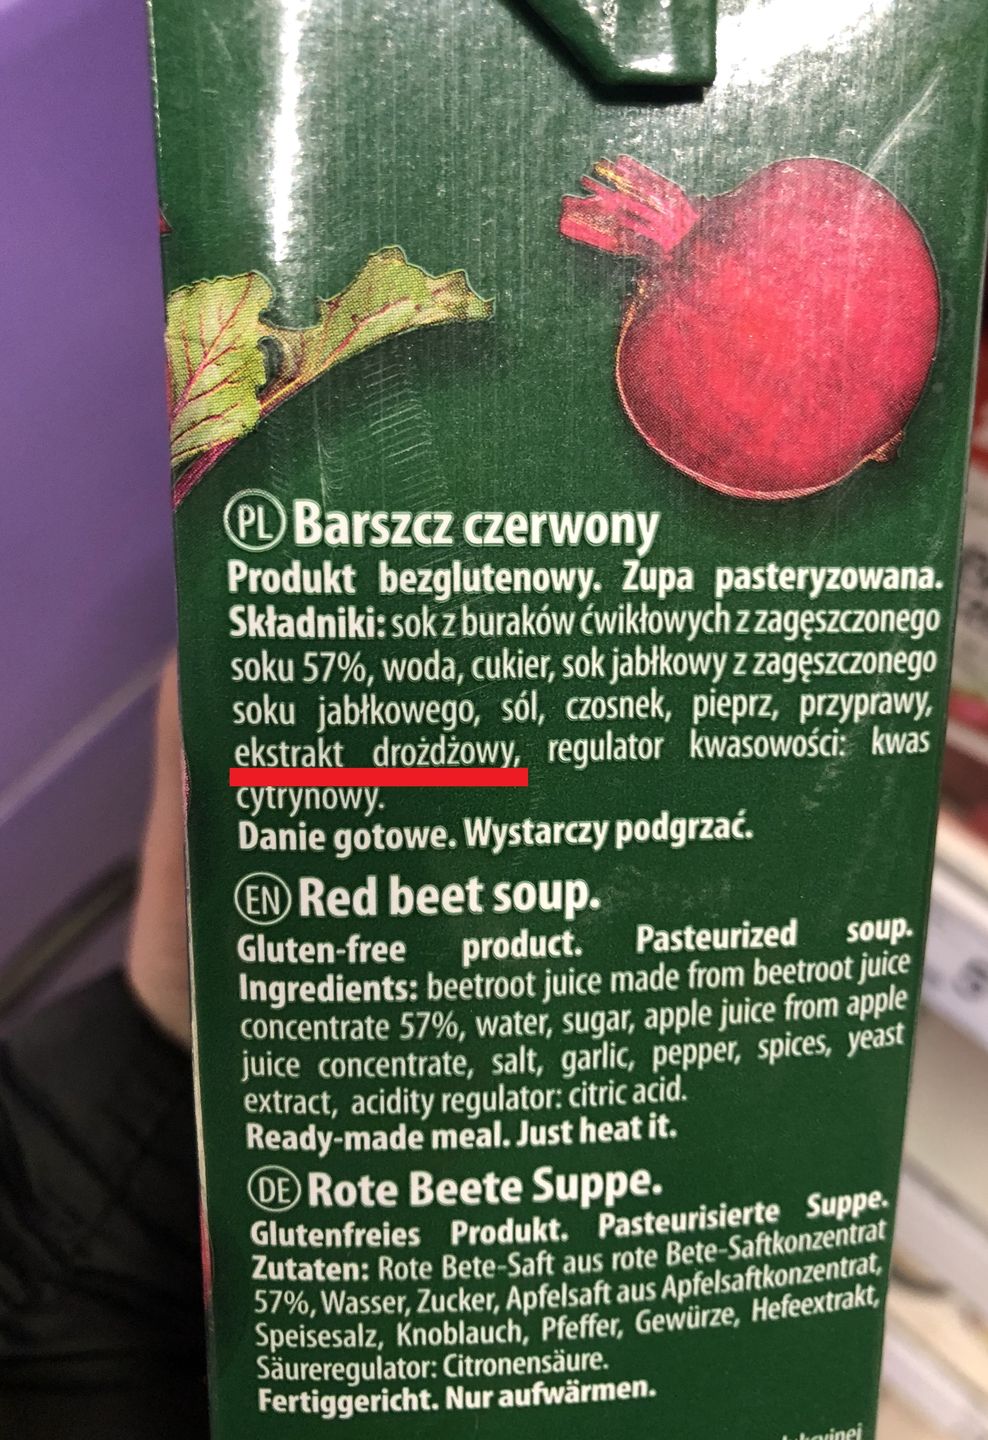 PL Barszcz czerwony
Produkt bezglutenowy. Zupa pasteryzowana.
Składniki: sok z buraków ćwikłowych z zagęszczonego
soku 57%, woda, cukier, sok jabłkowy z zagęszczonego
soku jabłkowego, sól, czosnek, pieprz, przyprawy,
ekstrakt drożdżowy, regulator kwasowości: kwas
cytrynowy.
Danie gotowe. Wystarczy podgrzać.
EN Red beet soup.
Gluten-free product. Pasteurized soup.
Ingredients: beetroot juice made from beetroot juice
concentrate 57%, water, sugar, apple juice from apple
juice concentrate, salt, garlic, pepper, spices, yeast
extract, acidity regulator: citric acid.
Ready-made meal. Just heat it.
DE Rote Beete Suppe.
Glutenfreies Produkt. Pasteurisierte Suppe.
Zutaten: Rote Bete-Saft aus rote Bete-Saftkonzentrat
57%, Wasser, Zucker, Apfelsaft aus Apfelsaftkonzentrat,
Speisesalz, Knoblauch, Pfeffer, Gewürze, Hefeextrakt,
Säureregulator: Citronensäure.
Fertiggericht. Nur aufwärmen.